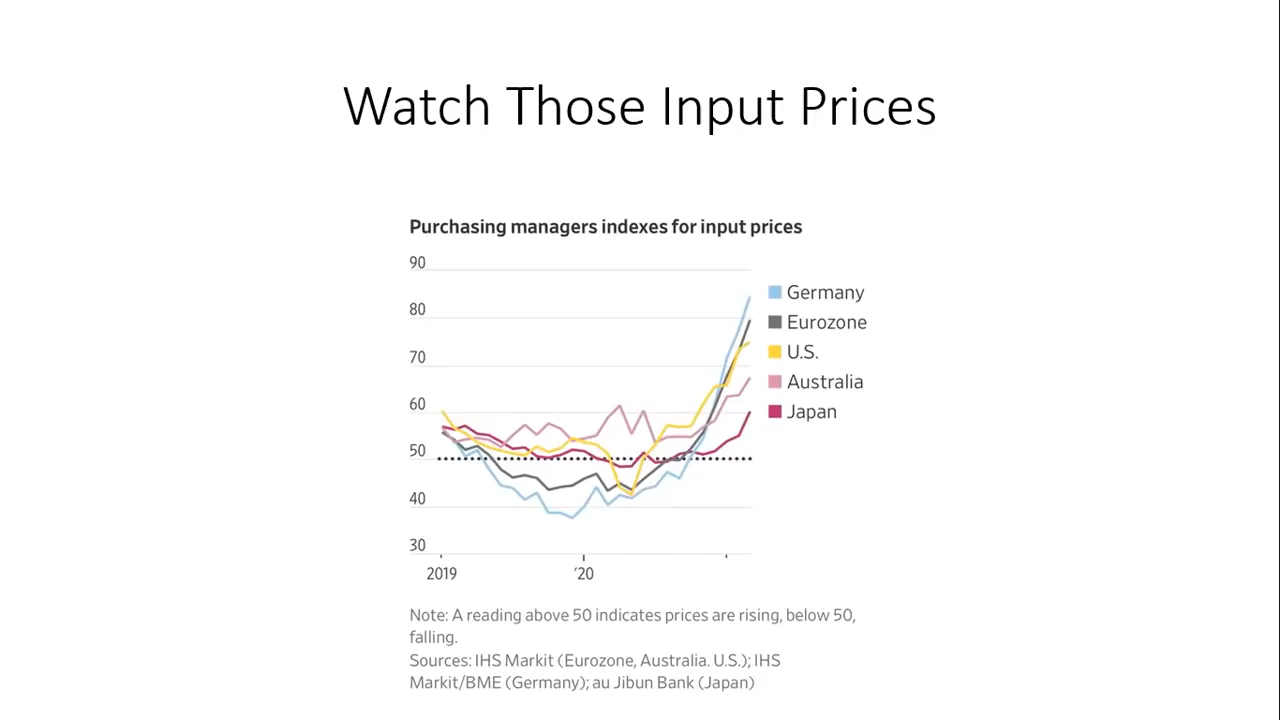 Watch Those Input Prices
Purchasing managers indexes for input prices
90
80
70
60
50
40
30
2019
'20
Germany
Eurozone
U.S.
Australia
Japan
Note: A reading above 50 indicates prices are rising, below 50,
falling.
Sources: IHS Markit (Eurozone, Australia. U.S.); IHS
Markit/BME (Germany); au Jibun Bank (Japan)